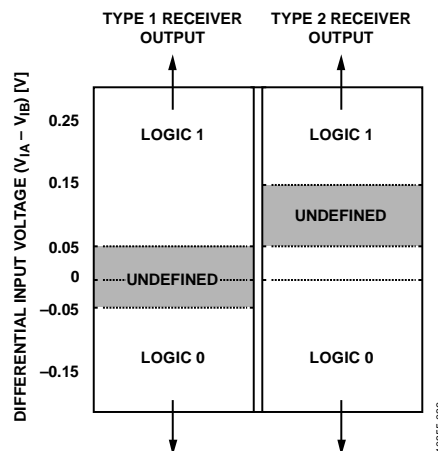 TYPE 1 RECEIVER
OUTPUT
TYPE 2 RECEIVER
OUTPUT
DIFFERENTIAL INPUT VOLTAGE (VIA – VIB) [V]
0.25
0.15
0.05
0
–0.05
–0.15
LOGIC 1
UNDEFINED
LOGIC 0
LOGIC 1
UNDEFINED
LOGIC 0